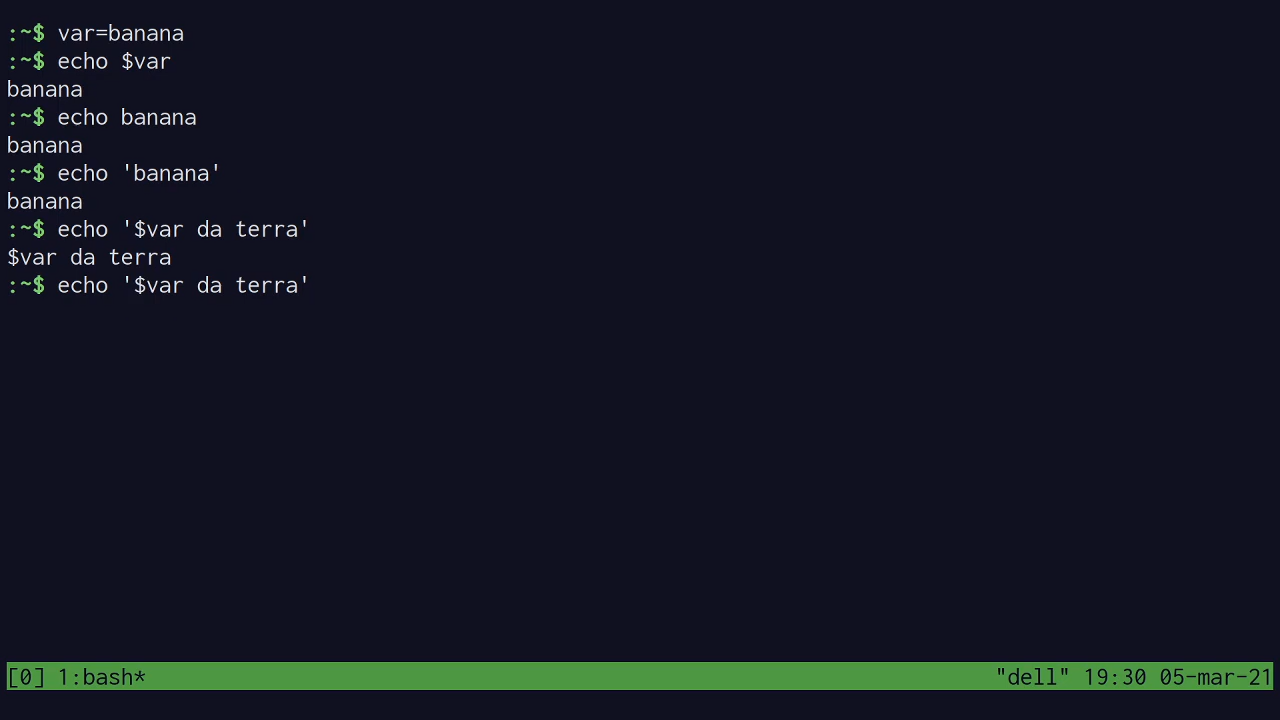 :~$ var=banana
:~$ echo $var
banana
:~$ echo banana
banana
:~$ echo 'banana'
banana
:~$ echo '$var da terra'
$var da terra
:~$ echo '$var da terra'
[0] 1:bash* "dell" 19:30 05-mar-21